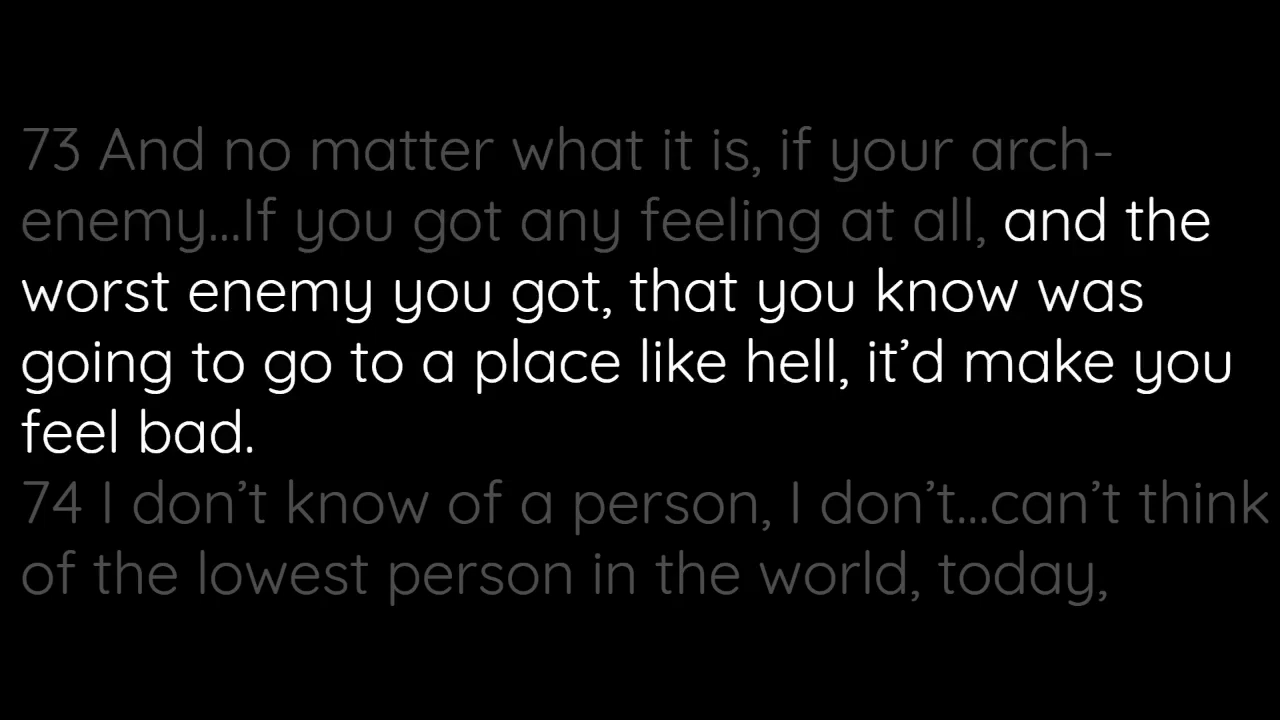 73 And no matter what it is, if your arch-
enemy...If you got any feeling at all, and the
worst enemy you got, that you know was
going to go to a place like hell, it’d make you
feel bad.
74 I don’t know of a person, I don’t...can’t think
of the lowest person in the world, today,